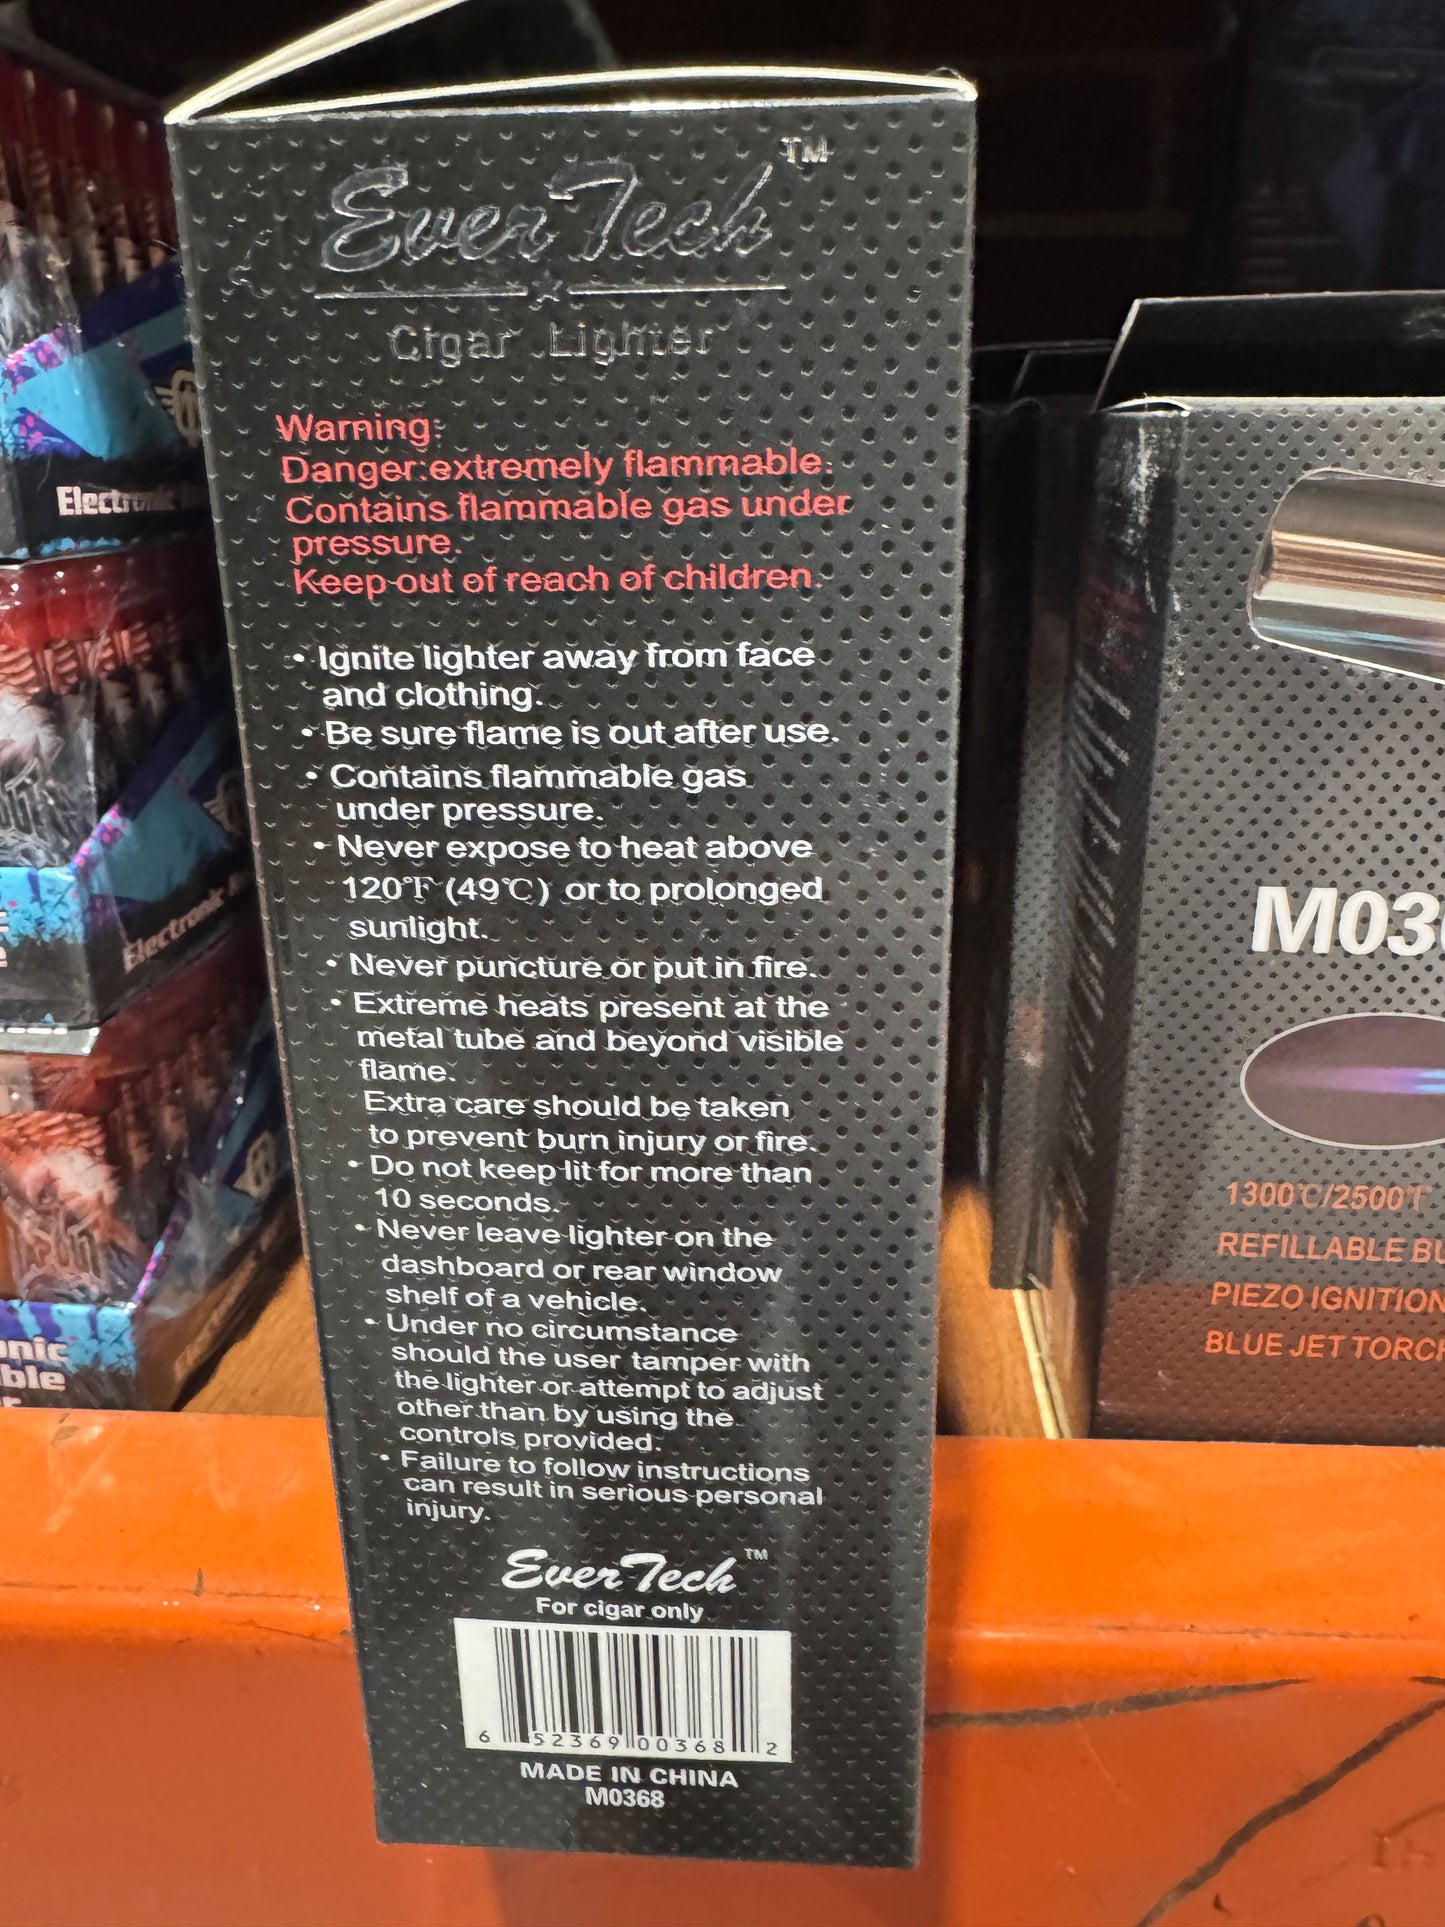 EverTech™
Cigar Lighter
Warning:
Danger:extremely flammable.
Contains flammable gas under
pressure.
Keep out of reach of children.
• Ignite lighter away from face
and clothing.
• Be sure flame is out after use.
• Contains flammable gas
under pressure.
• Never expose to heat above
120℉ (49℃) or to prolonged
sunlight.
• Never puncture or put in fire.
• Extreme heats present at the
metal tube and beyond visible
flame.
Extra care should be taken
to prevent burn injury or fire.
• Do not keep lit for more than
10 seconds.
• Never leave lighter on the
dashboard or rear window
shelf of a vehicle.
• Under no circumstance
should the user tamper with
the lighter or attempt to adjust
other than by using the
controls provided.
• Failure to follow instructions
can result in serious personal
injury.
EverTech™
For cigar only
6 52369 00368 2
MADE IN CHINA
M0368
Electronic
Electronic
M03
1300℃/2500℉
REFILLABLE
PIEZO IGNITION
BLUE JET TORCH